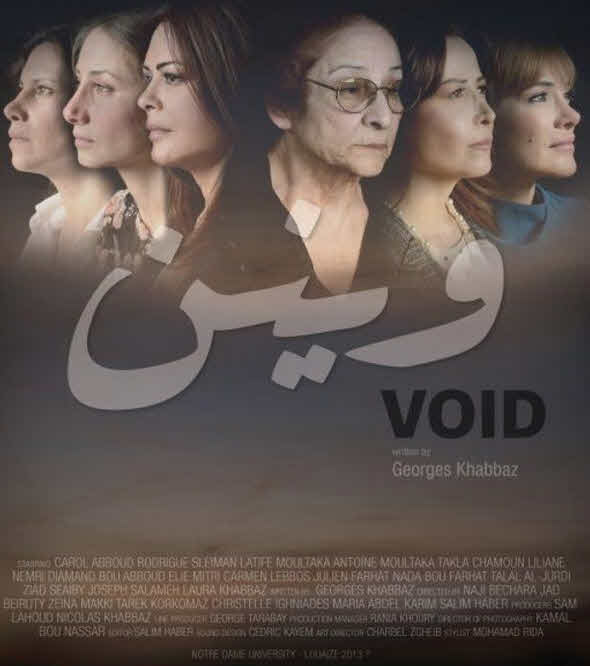 وينن
VOID
written by
Georges Khabbaz
STARRING CAROL ABBOUD RODRIGUE SLEIMAN LATIFE MOULTAKA ANTOINE MOULTAKA TAKLA CHAMOUN LILIANE
NEMRI DIAMAND BOU ABBOUD ELIE MITRI CARMEN LEBBOS JULIEN FARHAT NADA BOU FARHAT TALAL AL-JURDI
ZIAD SEAIBY JOSEPH SALAMEH LAURA KHABBAZ WRITTEN BY GEORGES KHABBAZ DIRECTED BY NAJI BECHARA JAD
BEIRUTY ZEINA MAKKI TAREK KORKOMAZ CHRISTELLE IGHNIADES MARIA ABDEL KARIM SALIM HABER PRODUCERS SAM
LAHOUD NICOLAS KHABBAZ LINE PRODUCER GEORGE TARABAY PRODUCTION MANAGER RANIA KHOURY DIRECTOR OF PHOTOGRAPHY KAMAL
BOU NASSAR EDITOR SALIM HABER SOUND DESIGN CEDRIC KAYEM ART DIRECTOR CHARBEL ZGHEIB STYLIST MOHAMAD RIDA
NOTRE DAME UNIVERSITY - LOUAIZE 2013 ?